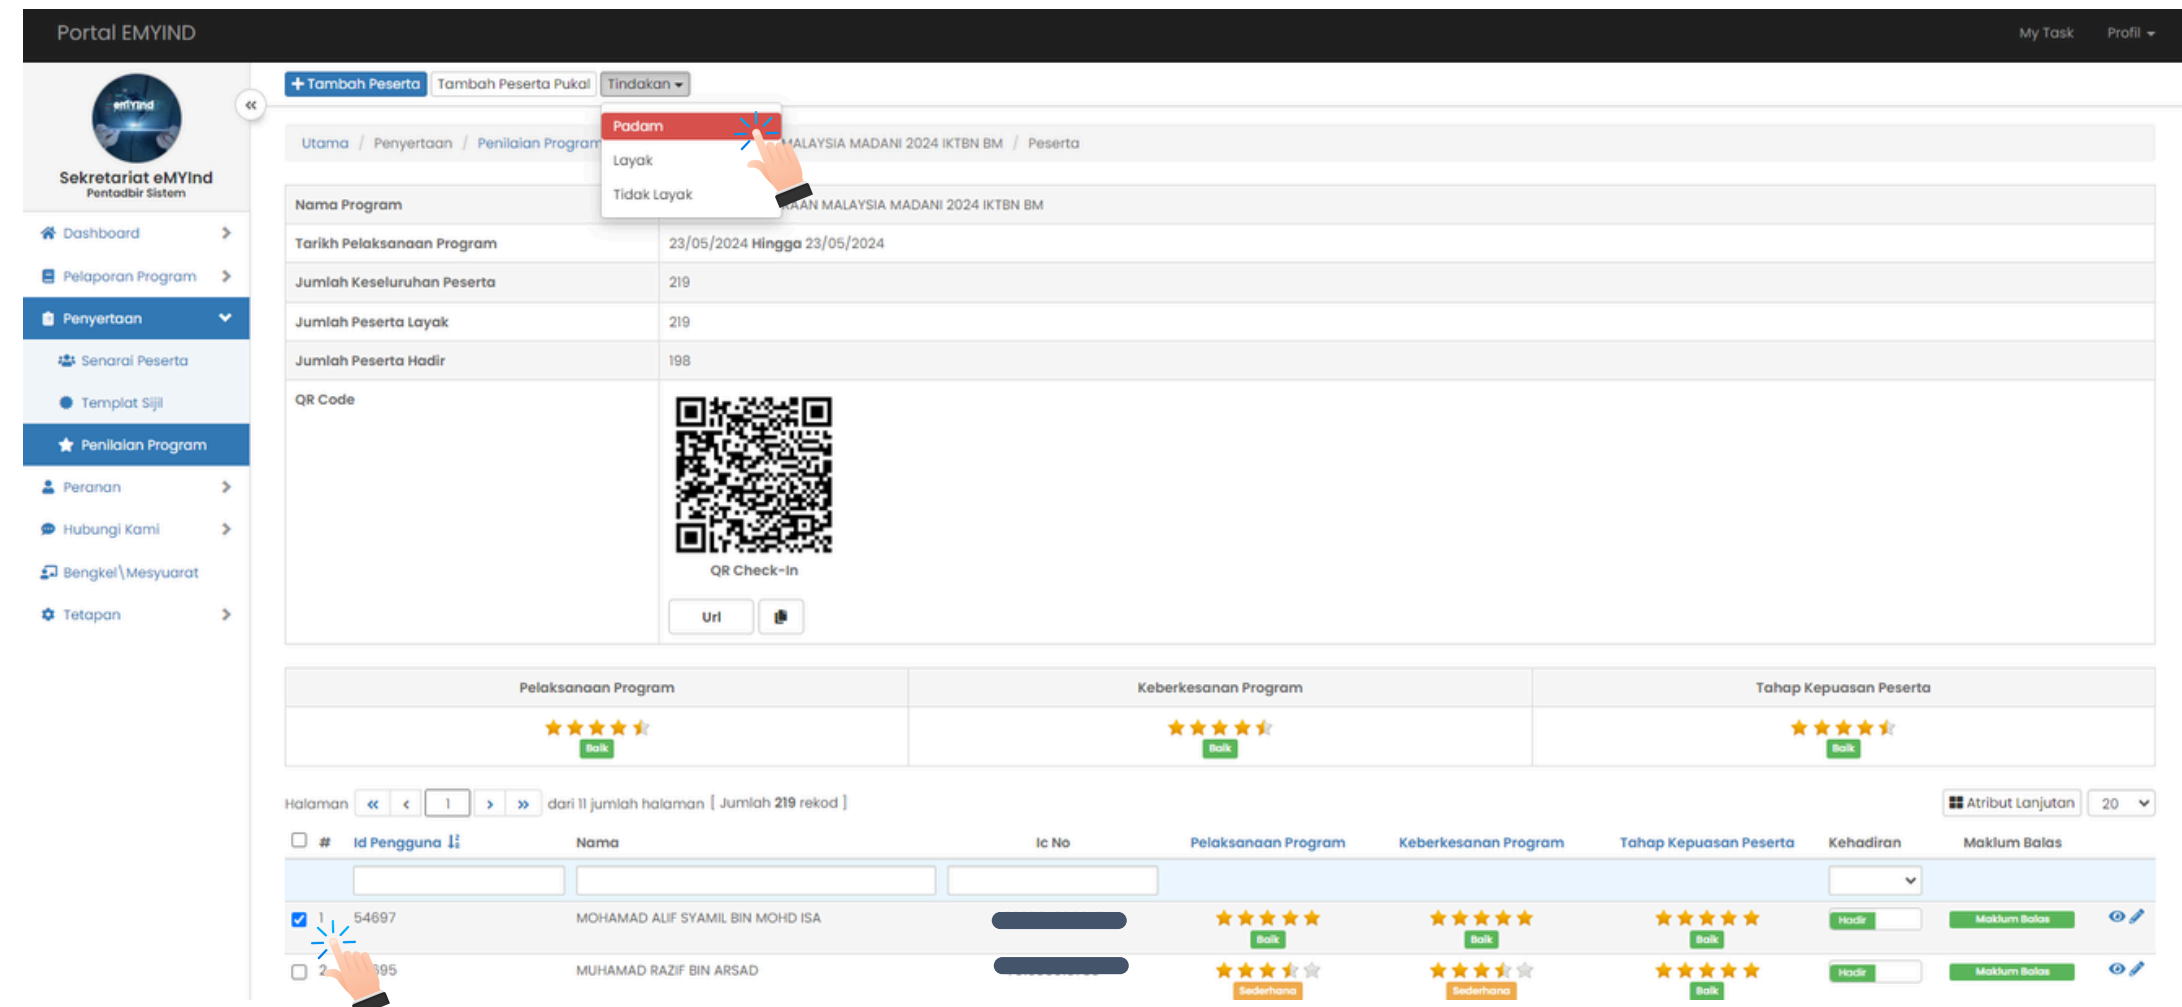 Portal EMYIND
My Task Profil
emyind
Sekretariat eMYInd
Pentadbir Sistem
Dashboard
Pelaporan Program
Penyertaan
Senarai Peserta
Templat Sijil
Penilaian Program
Peranan
Hubungi Kami
Bengkel\Mesyuarat
Tetapan
+ Tambah Peserta Tambah Peserta Pukal Tindakan
Padam
Layak
Tidak Layak
Utama / Penyertaan / Penilaian Program MALAYSIA MADANI 2024 IKTBN BM / Peserta
Nama Program MALAYSIA MADANI 2024 IKTBN BM
Tarikh Pelaksanaan Program 23/05/2024 Hingga 23/05/2024
Jumlah Keseluruhan Peserta 219
Jumlah Peserta Layak 219
Jumlah Peserta Hadir 198
QR Code
QR Check-In
Url
Pelaksanaan Program Keberkesanan Program Tahap Kepuasan Peserta
Baik Baik Baik
Halaman « ‹ 1 › » dari 11 jumlah halaman [ Jumlah 219 rekod ] Atribut Lanjutan 20
# Id Pengguna Nama Ic No Pelaksanaan Program Keberkesanan Program Tahap Kepuasan Peserta Kehadiran Maklum Balas
1 54697 MOHAMAD ALIF SYAMIL BIN MOHD ISA Hadir Maklum Balas
Baik Baik Baik
2 MUHAMAD RAZIF BIN ARSAD Hadir Maklum Balas
Sederhana Sederhana Baik